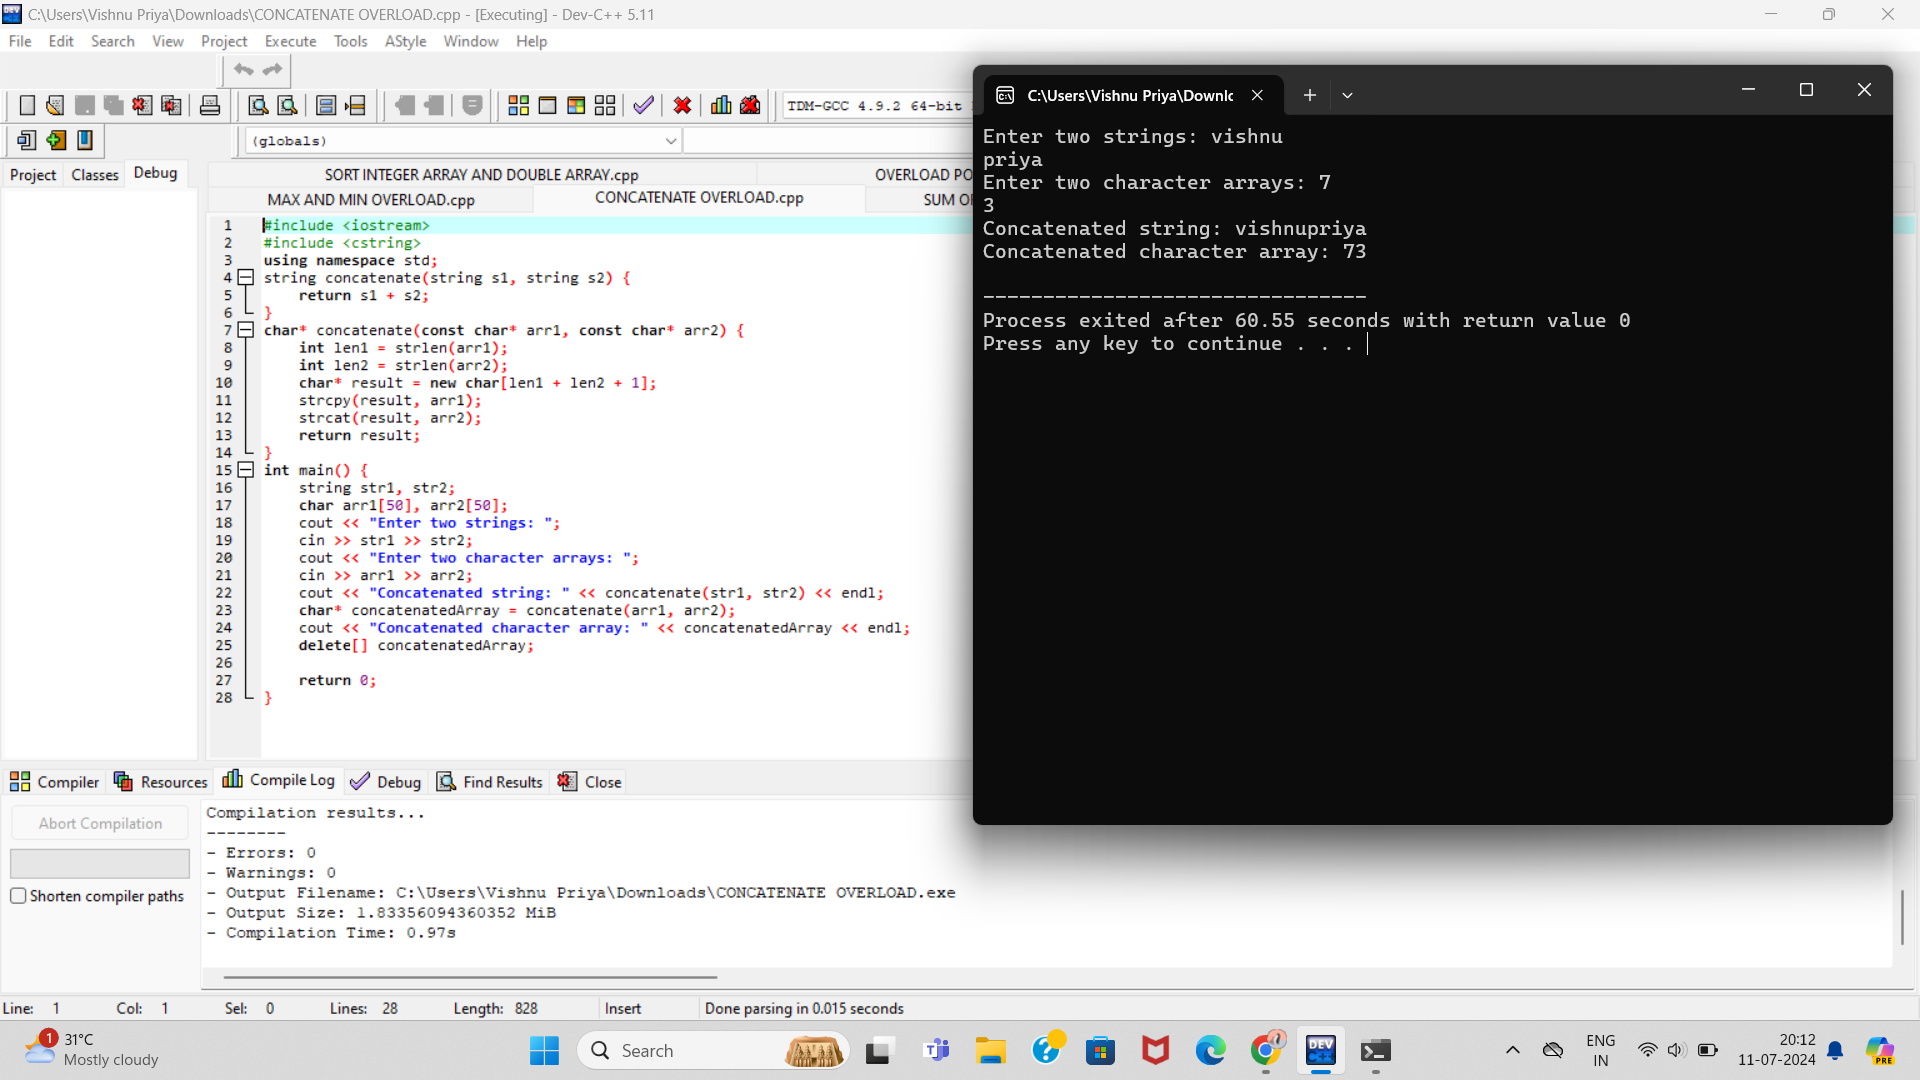 C:\Users\Vishnu Priya\Downloads\CONCATENATE OVERLOAD.cpp - [Executing] - Dev-C++ 5.11
File Edit Search View Project Execute Tools AStyle Window Help
TDM-GCC 4.9.2 64-bit
(globals)
Project Classes Debug
SORT INTEGER ARRAY AND DOUBLE ARRAY.cpp OVERLOAD PO
MAX AND MIN OVERLOAD.cpp CONCATENATE OVERLOAD.cpp SUM O
1 #include <iostream>
2 #include <cstring>
3 using namespace std;
4 string concatenate(string s1, string s2) {
5 return s1 + s2;
6 }
7 char* concatenate(const char* arr1, const char* arr2) {
8 int len1 = strlen(arr1);
9 int len2 = strlen(arr2);
10 char* result = new char[len1 + len2 + 1];
11 strcpy(result, arr1);
12 strcat(result, arr2);
13 return result;
14 }
15 int main() {
16 string str1, str2;
17 char arr1[50], arr2[50];
18 cout << "Enter two strings: ";
19 cin >> str1 >> str2;
20 cout << "Enter two character arrays: ";
21 cin >> arr1 >> arr2;
22 cout << "Concatenated string: " << concatenate(str1, str2) << endl;
23 char* concatenatedArray = concatenate(arr1, arr2);
24 cout << "Concatenated character array: " << concatenatedArray << endl;
25 delete[] concatenatedArray;
26
27 return 0;
28 }
C:\Users\Vishnu Priya\Downlc
Enter two strings: vishnu
priya
Enter two character arrays: 7
3
Concatenated string: vishnupriya
Concatenated character array: 73
--------------------------------
Process exited after 60.55 seconds with return value 0
Press any key to continue . . .
Compiler Resources Compile Log Debug Find Results Close
Abort Compilation
Shorten compiler paths
Compilation results...
--------
- Errors: 0
- Warnings: 0
- Output Filename: C:\Users\Vishnu Priya\Downloads\CONCATENATE OVERLOAD.exe
- Output Size: 1.83356094360352 MiB
- Compilation Time: 0.97s
Line: 1 Col: 1 Sel: 0 Lines: 28 Length: 828 Insert Done parsing in 0.015 seconds
1
31°C
Mostly cloudy
Search
DEV
PRE
ENG
IN
20:12
11-07-2024